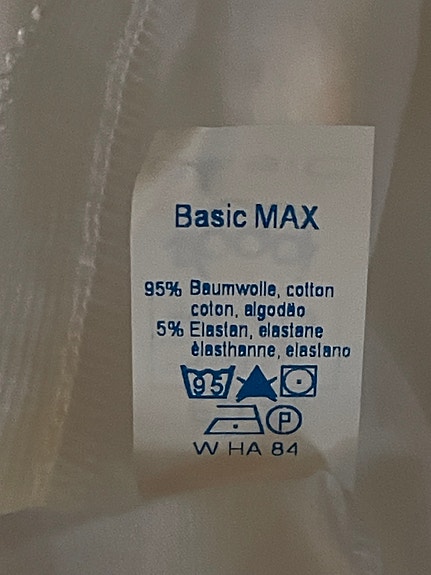 Basic MAX
95% Baumwolle, cotton
coton, algodão
5% Elastan, elastane
élasthanne, elastano
95
P
W HA 84